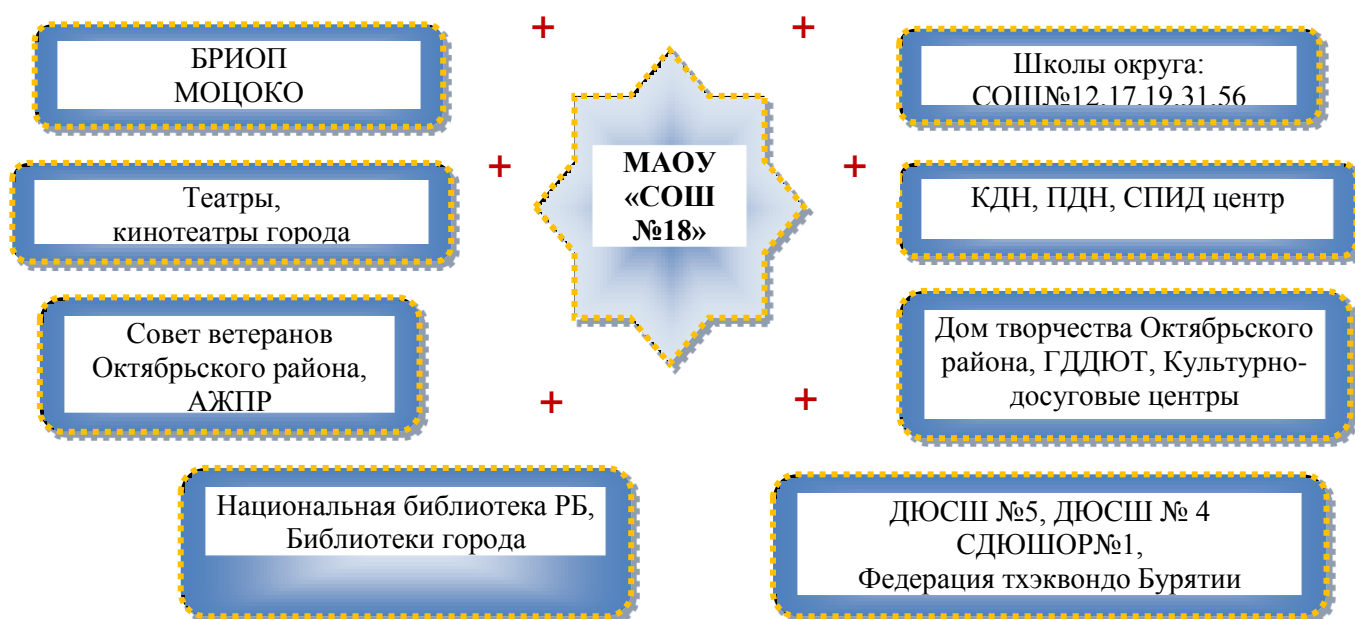 + +
БРИОП
МОЦОКО
Школы округа:
СОШ№12.17.19.31.56
МАОУ
«СОШ
№18»
+ +
Театры,
кинотеатры города
КДН, ПДН, СПИД центр
Совет ветеранов
Октябрьского района,
АЖПР
Дом творчества Октябрьского
района, ГДДЮТ, Культурно-
досуговые центры
+ +
Национальная библиотека РБ,
Библиотеки города
ДЮСШ №5, ДЮСШ № 4
СДЮШОР№1,
Федерация тхэквондо Бурятии